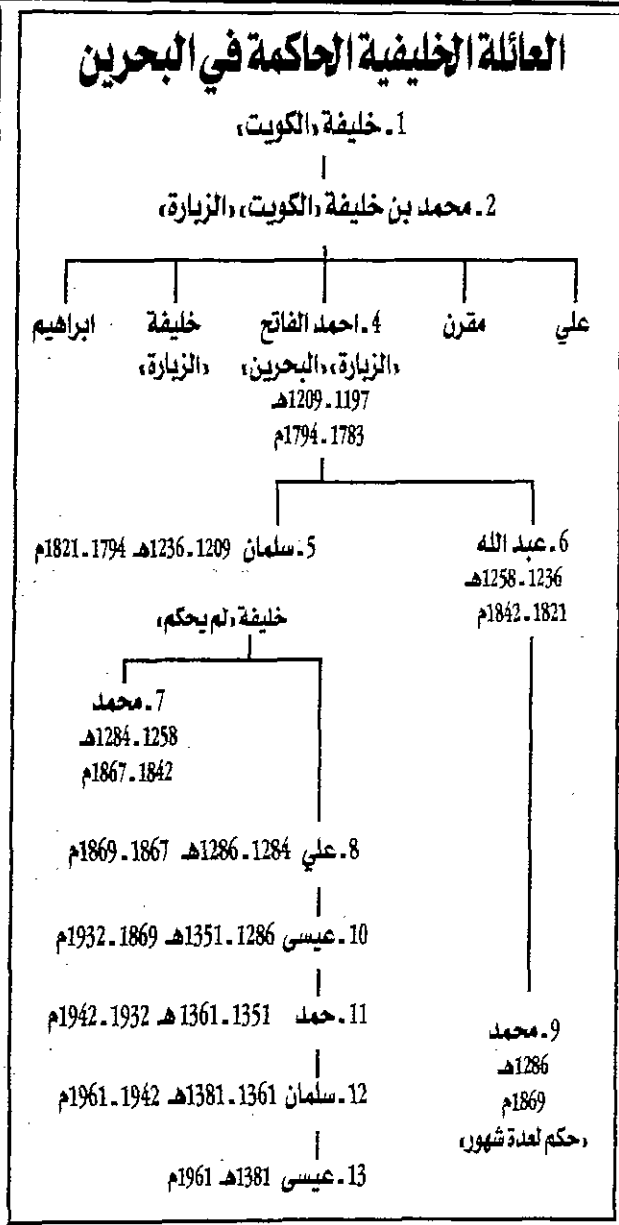 العائلة الخليفية الحاكمة في البحرين
1. خليفة «الكويت»
2. محمد بن خليفة «الكويت»، «الزبارة»
علي
مقرن
4. احمد الفاتح
«الزبارة»، «البحرين»
1197 - 1209هـ
1783 - 1794م
خليفة
«الزبارة»
ابراهيم
6. عبد الله
1236 - 1258هـ
1821 - 1842م
5. سلمان 1209 - 1236هـ 1794 - 1821م
خليفة «لم يحكم»
7. محمد
1258 - 1284هـ
1842 - 1867م
8. علي 1284 - 1286هـ 1867 - 1869م
9. محمد
1286هـ
1869م
«حكم لعدة شهور»
10. عيسى 1286 - 1351هـ 1869 - 1932م
11. حمد 1351 - 1361هـ 1932 - 1942م
12. سلمان 1361 - 1381هـ 1942 - 1961م
13. عيسى 1381هـ 1961م